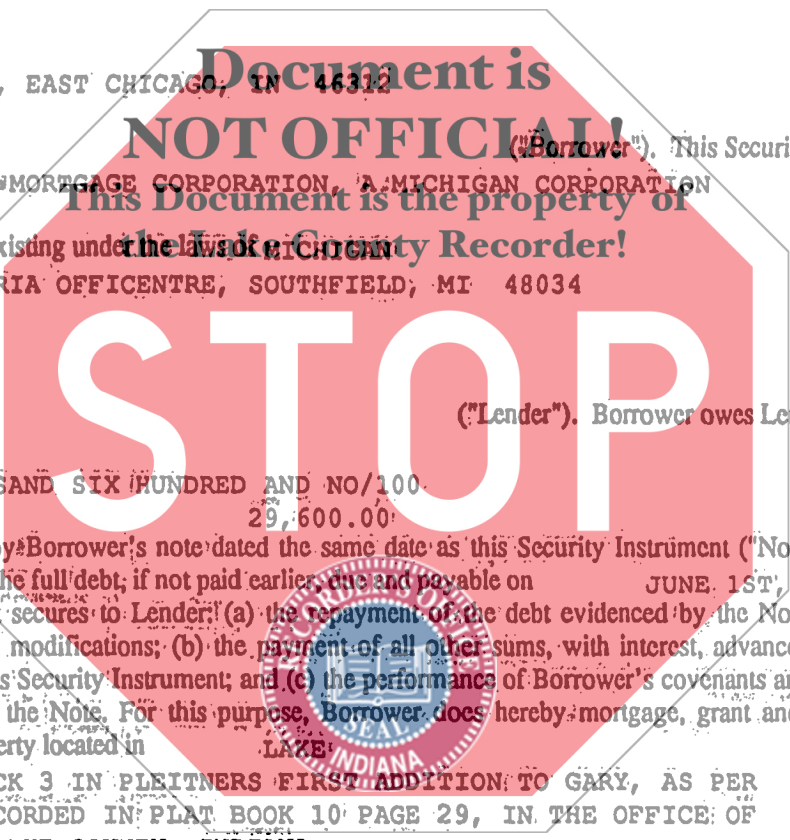 Document is
, EAST CHICAGO, IN 46312
NOT OFFICIAL!
("Borrower"). This Securi
MORTGAGE CORPORATION, A MICHIGAN CORPORATION
This Document is the property of
xisting under the laws of MICHIGAN
the Lake County Recorder!
RIA OFFICENTRE, SOUTHFIELD, MI 48034
STOP
("Lender"). Borrower owes Le
SAND SIX HUNDRED AND NO/100
29,600.00
y Borrower's note dated the same date as this Security Instrument ("No
he full debt, if not paid earlier, due and payable on JUNE 1ST,
secures to Lender: (a) the repayment of the debt evidenced by the No
modifications; (b) the payment of all other sums, with interest, advance
s Security Instrument; and (c) the performance of Borrower's covenants a
the Note. For this purpose, Borrower does hereby mortgage, grant an
erty located in LAKE
RECORDER'S OFFICE
SEAL
INDIANA
CK 3 IN PLEITNERS FIRST ADDITION TO GARY, AS PER
CORDED IN PLAT BOOK 10 PAGE 29, IN THE OFFICE OF